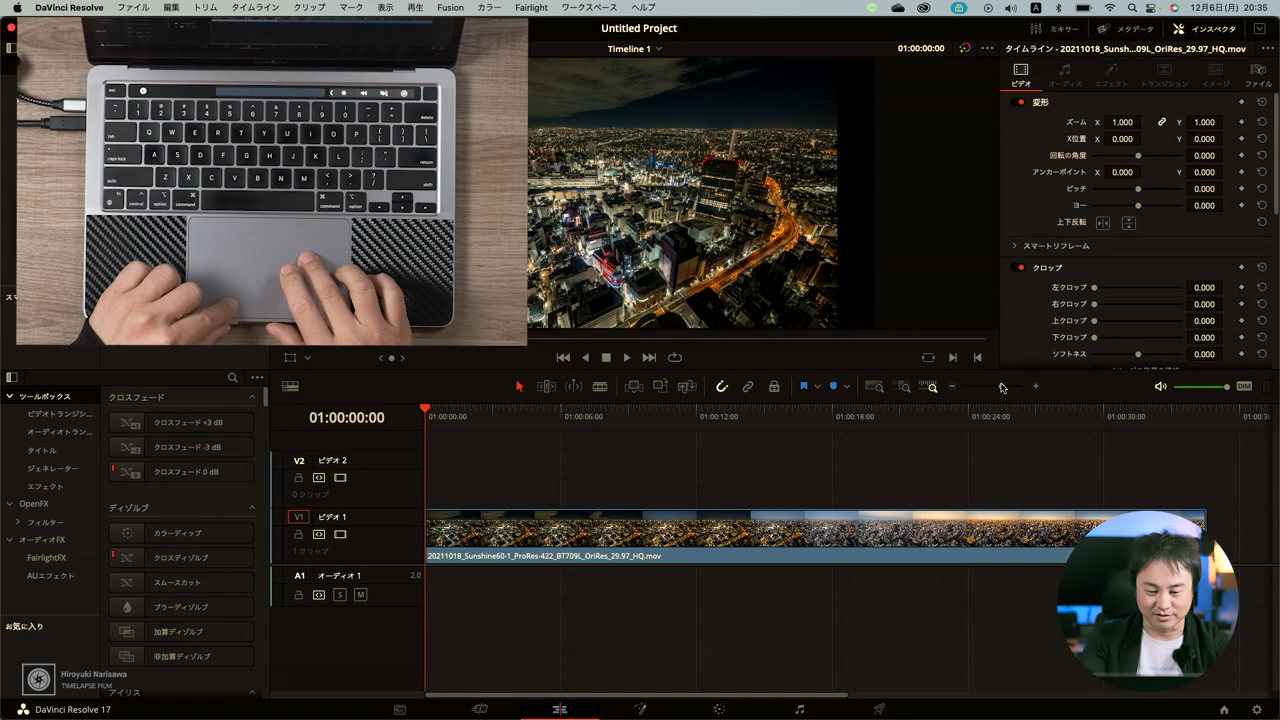 DaVinci Resolve ファイル 編集 トリム タイムライン クリップ マーク 表示 再生 Fusion カラー Fairlight ワークスペース ヘルプ
12月6日(月) 20:35
Untitled Project
ミキサー メタデータ インスペクタ
Timeline 1
01:00:00:00
タイムライン - 20211018_Sunsh...09L_OriRes_29.97_HQ.mov
ビデオ オーディオ エフェクト トランジション イメージ ファイル
変形
ズーム X 1.000 Y 1.000
X位置 0.000 Y 0.000
回転の角度 0.000
アンカーポイント X 0.000 Y 0.000
ピッチ 0.000
ヨー 0.000
上下反転
スマートリフレーム
クロップ
左クロップ 0.000
右クロップ 0.000
上クロップ 0.000
下クロップ 0.000
ソフトネス 0.000
DIM
ツールボックス
ビデオトランジ...
オーディオトラン...
タイトル
ジェネレーター
エフェクト
OpenFX
フィルター
オーディオFX
FairlightFX
AUエフェクト
お気に入り
クロスフェード
クロスフェード +3 dB
クロスフェード -3 dB
クロスフェード 0 dB
ディゾルブ
カラーディップ
クロスディゾルブ
スムースカット
ブラーディゾルブ
加算ディゾルブ
非加算ディゾルブ
アイリス
01:00:00:00
01:00:00:00 01:00:06:00 01:00:12:00 01:00:18:00 01:00:24:00 01:00:30:00
V2 ビデオ 2
0 クリップ
V1 ビデオ 1
1 クリップ
20211018_Sunshine60-1_ProRes-422_BT709L_OriRes_29.97_HQ.mov
A1 オーディオ 1 2.0
S M
Hiroyuki Narisawa
TIMELAPSE FILM
DaVinci Resolve 17